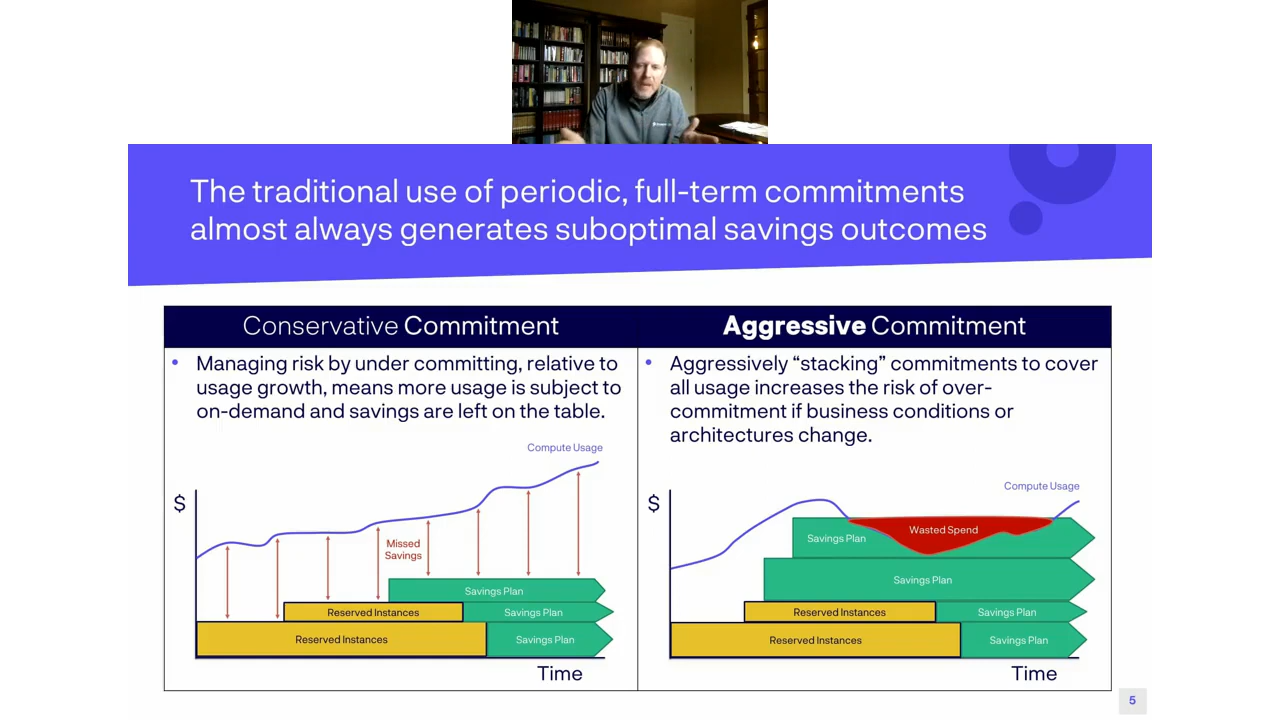 The traditional use of periodic, full-term commitments
almost always generates suboptimal savings outcomes
Conservative Commitment
• Managing risk by under committing, relative to
usage growth, means more usage is subject to
on-demand and savings are left on the table.
Compute Usage
$
Missed
Savings
Savings Plan
Reserved Instances
Savings Plan
Reserved Instances
Savings Plan
Time
Aggressive Commitment
• Aggressively “stacking” commitments to cover
all usage increases the risk of over-
commitment if business conditions or
architectures change.
Compute Usage
$
Wasted Spend
Savings Plan
Savings Plan
Reserved Instances
Savings Plan
Reserved Instances
Savings Plan
Time
5